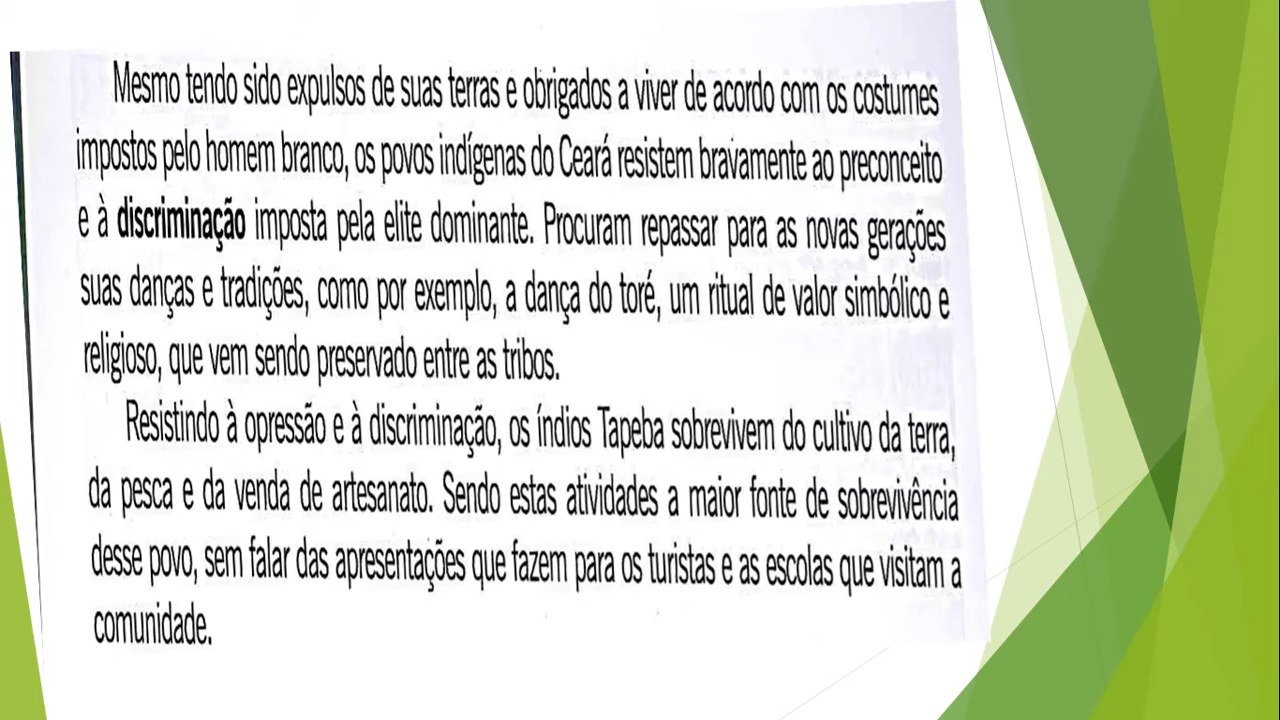 Mesmo tendo sido expulsos de suas terras e obrigados a viver de acordo com os costumes
impostos pelo homem branco, os povos indígenas do Ceará resistem bravamente ao preconceito
e à discriminação imposta pela elite dominante. Procuram repassar para as novas gerações
suas danças e tradições, como por exemplo, a dança do toré, um ritual de valor simbólico e
religioso, que vem sendo preservado entre as tribos.
Resistindo à opressão e à discriminação, os índios Tapeba sobrevivem do cultivo da terra,
da pesca e da venda de artesanato. Sendo estas atividades a maior fonte de sobrevivência
desse povo, sem falar das apresentações que fazem para os turistas e as escolas que visitam a
comunidade.